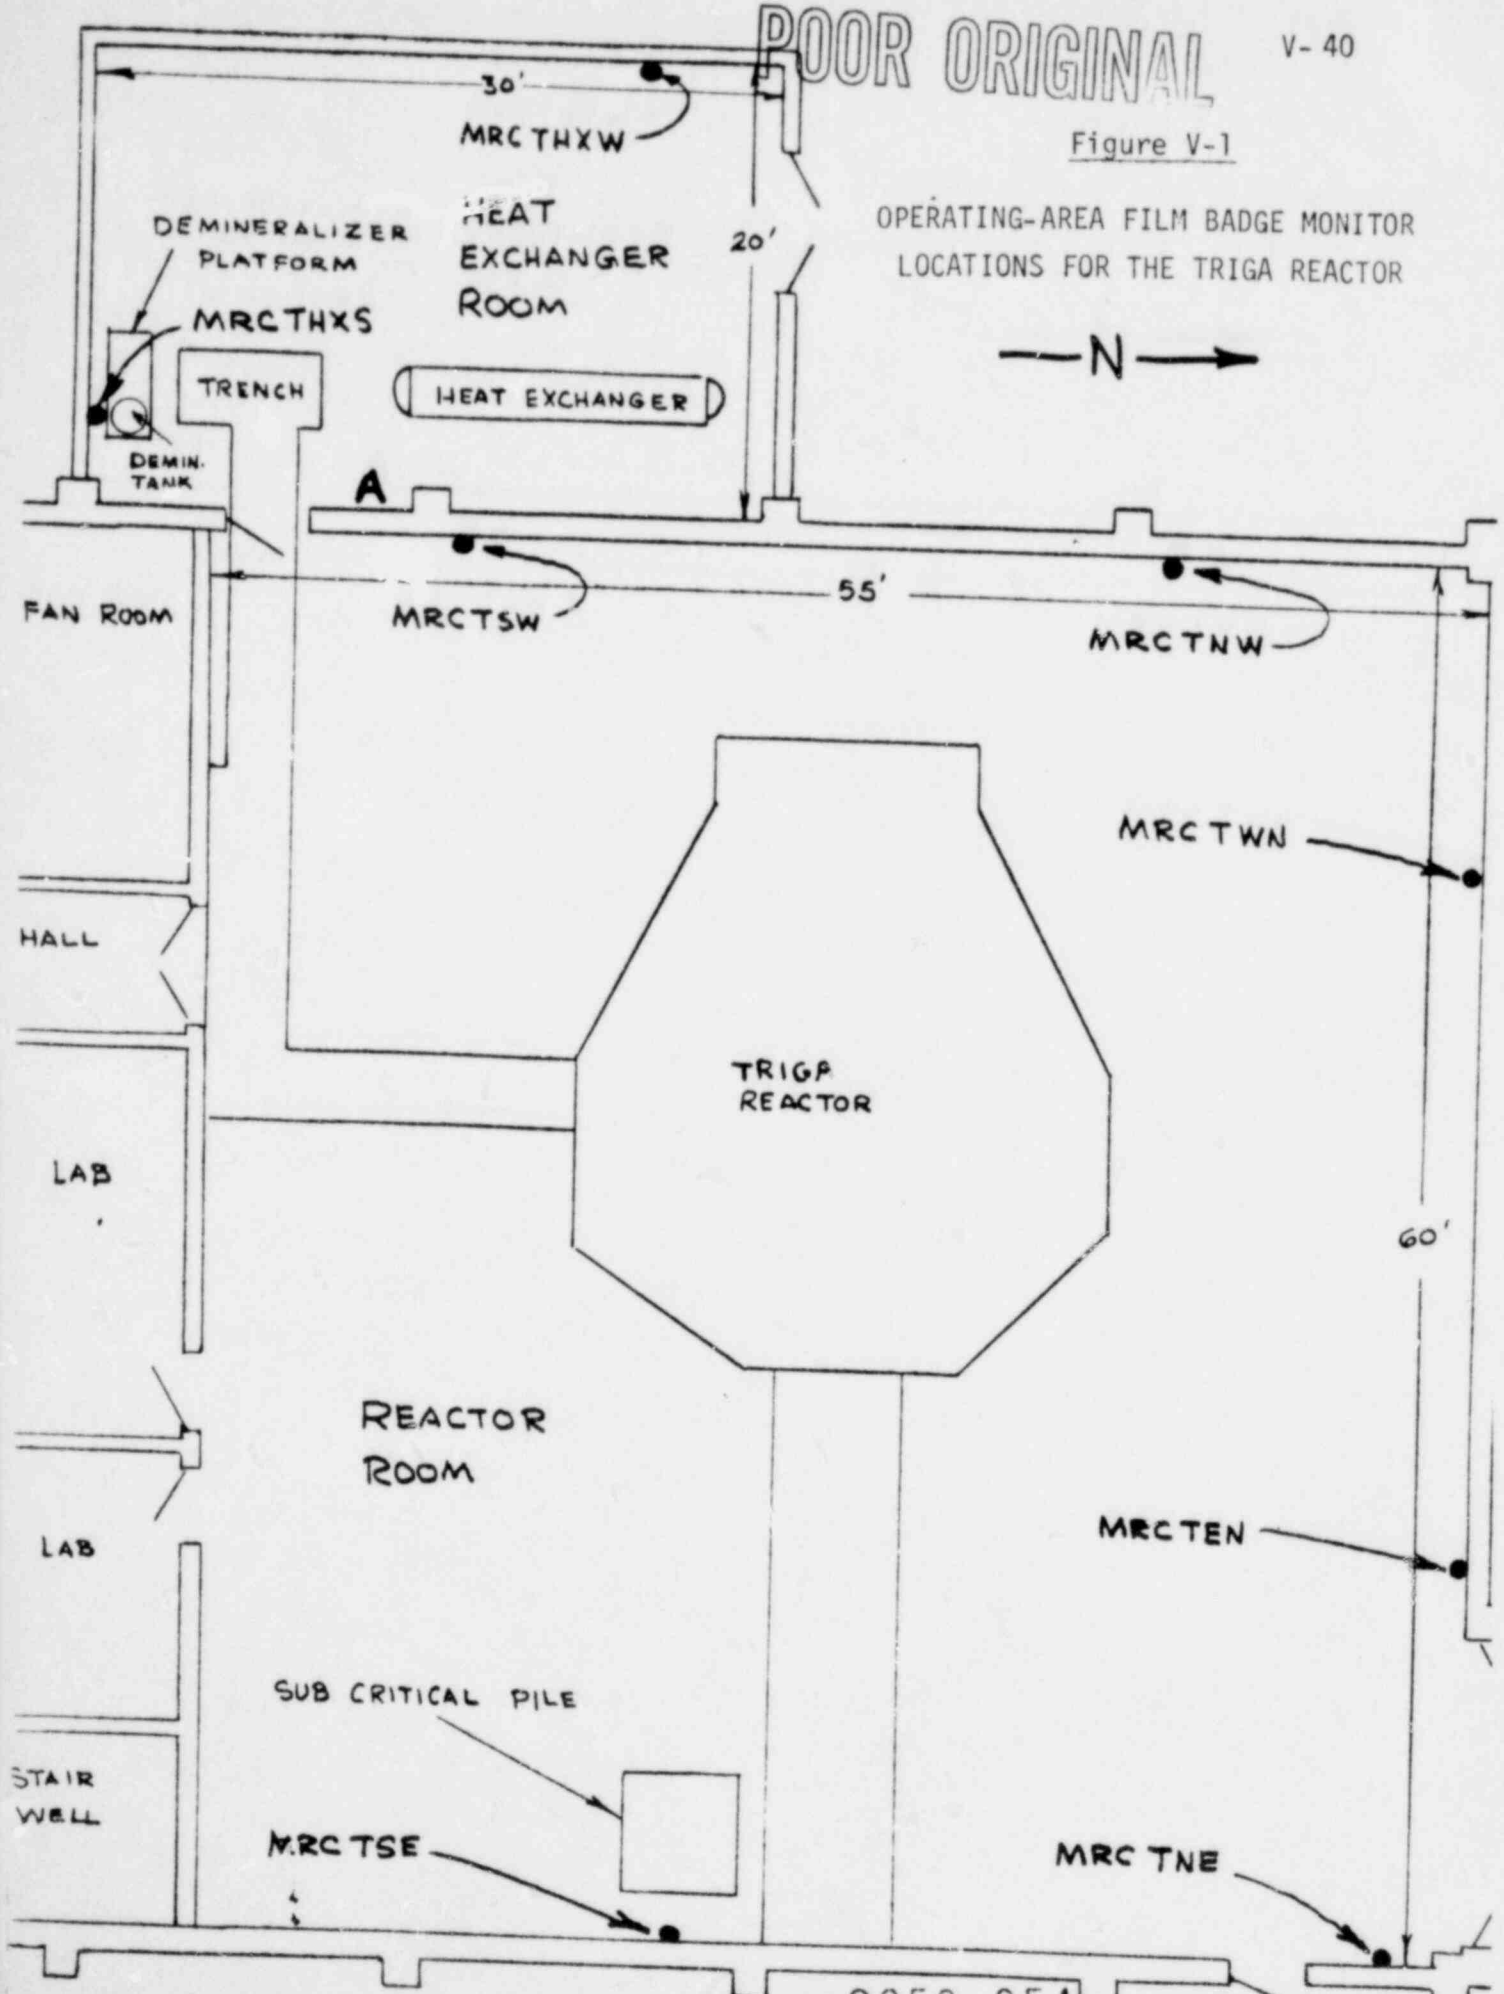 POOR ORIGINAL
V-40
Figure V-1
OPERATING-AREA FILM BADGE MONITOR
LOCATIONS FOR THE TRIGA REACTOR
N
30'
MRCTHXW
DEMINERALIZER
PLATFORM
HEAT
EXCHANGER
ROOM
20'
MRCTHXS
TRENCH
HEAT EXCHANGER
DEMIN.
TANK
A
FAN ROOM
MRCTSW
55'
MRCTNW
MRCTWN
HALL
TRIGA
REACTOR
LAB
60'
REACTOR
ROOM
MRCTEN
LAB
SUB CRITICAL PILE
STAIR
WELL
MRCTSE
MRCTNE